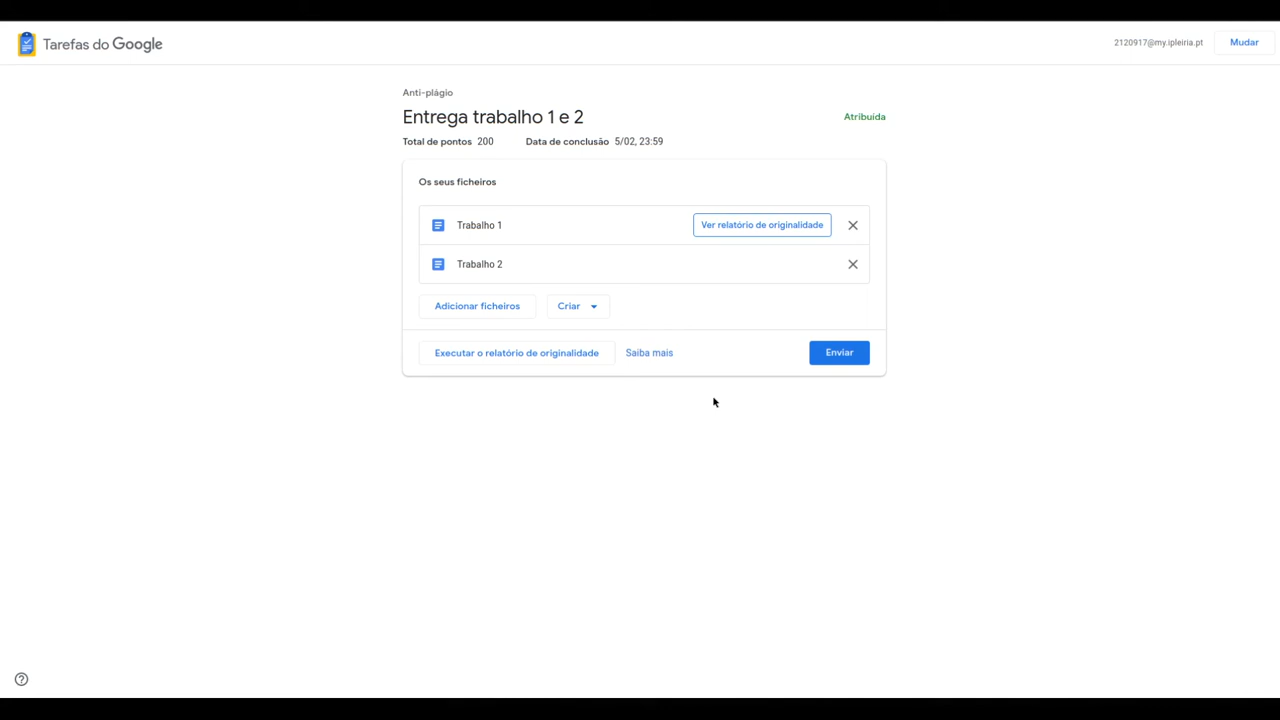 Tarefas do Google
2120917@my.ipleiria.pt
Mudar
Anti-plágio
Entrega trabalho 1 e 2
Atribuída
Total de pontos 200
Data de conclusão 5/02, 23:59
Os seus ficheiros
Trabalho 1
Ver relatório de originalidade
Trabalho 2
Adicionar ficheiros
Criar
Executar o relatório de originalidade
Saiba mais
Enviar